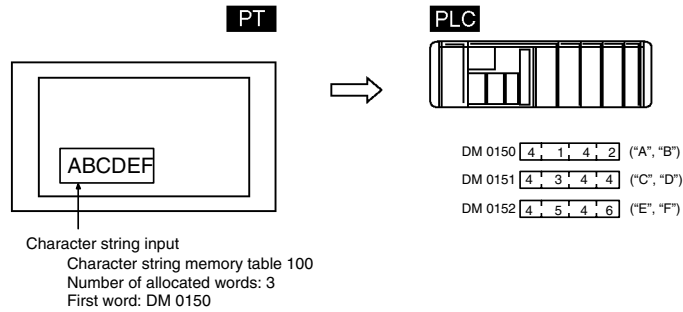 PT
PLC
ABCDEF
DM 0150 4 1 4 2 (“A”, “B”)
DM 0151 4 3 4 4 (“C”, “D”)
DM 0152 4 5 4 6 (“E”, “F”)
Character string input
Character string memory table 100
Number of allocated words: 3
First word: DM 0150